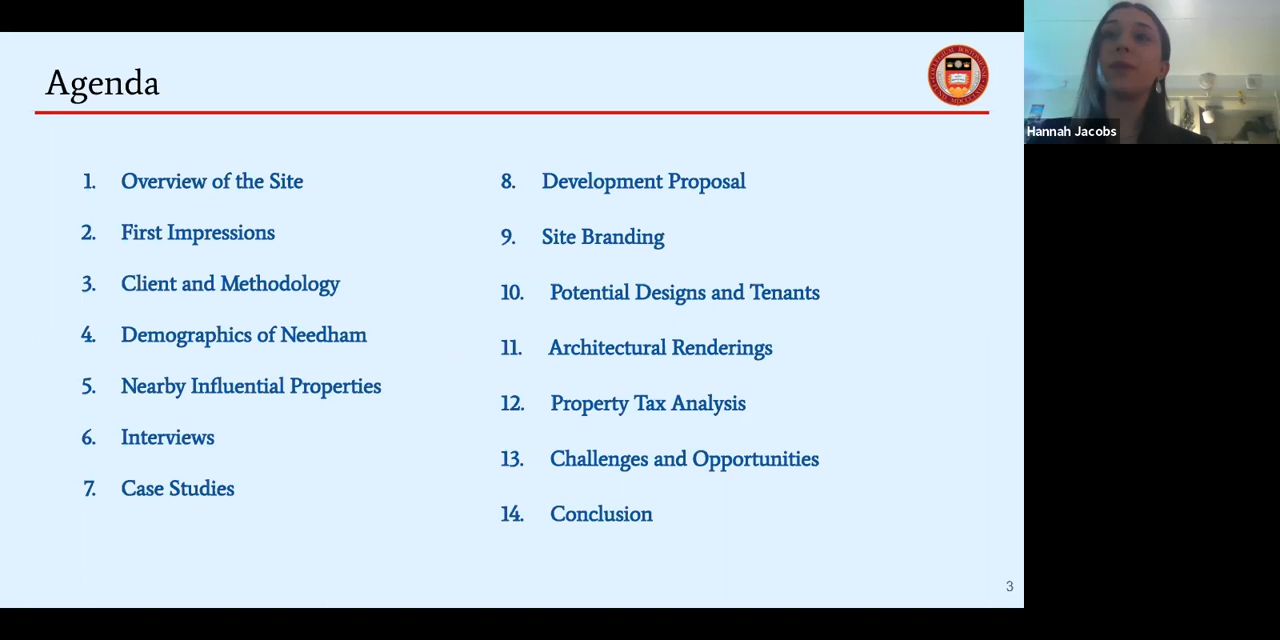 Agenda
1. Overview of the Site
2. First Impressions
3. Client and Methodology
4. Demographics of Needham
5. Nearby Influential Properties
6. Interviews
7. Case Studies
8. Development Proposal
9. Site Branding
10. Potential Designs and Tenants
11. Architectural Renderings
12. Property Tax Analysis
13. Challenges and Opportunities
14. Conclusion
3
Hannah Jacobs